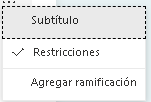 Subtítulo
Restricciones
Agregar ramificación